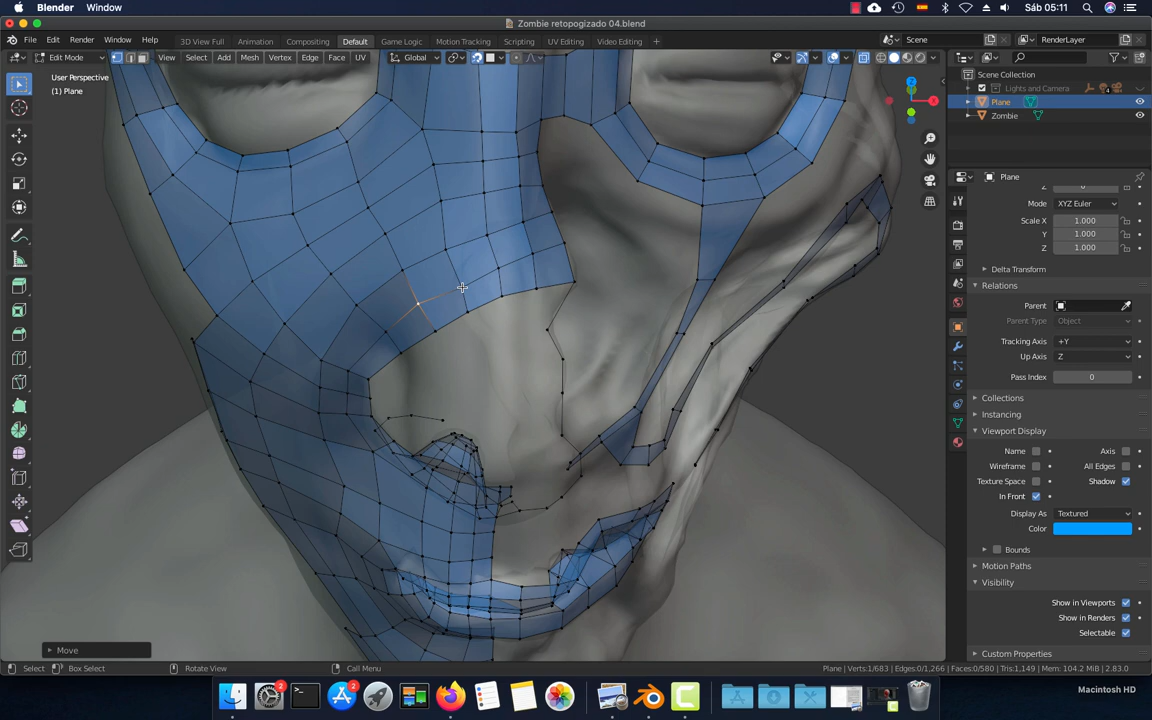 Blender Window
Sáb 05:11
Zombie retopogizado 04.blend
File Edit Render Window Help
3D View Full Animation Compositing Default Game Logic Motion Tracking Scripting UV Editing Video Editing +
Scene
RenderLayer
Edit Mode View Select Add Mesh Vertex Edge Face UV
Global
User Perspective
(1) Plane
Z
X
Scene Collection
Lights and Camera
4
Plane
Zombie
Plane
Z 0
Mode XYZ Euler
Scale X 1.000
Y 1.000
Z 1.000
Delta Transform
Relations
Parent
Parent Type Object
Tracking Axis +Y
Up Axis Z
Pass Index 0
Collections
Instancing
Motion Paths
Viewport Display
Name Axis
Wireframe All Edges
Texture Space Shadow
In Front
Display As Textured
Color
Bounds
Visibility
Show in Viewports
Show in Renders
Selectable
Custom Properties
Move
Select Box Select Rotate View Call Menu
Plane | Verts:1/683 | Edges:0/1,266 | Faces:0/580 | Tris:1,149 | Mem: 104.2 MiB | 2.83.0
2 2
Macintosh HD